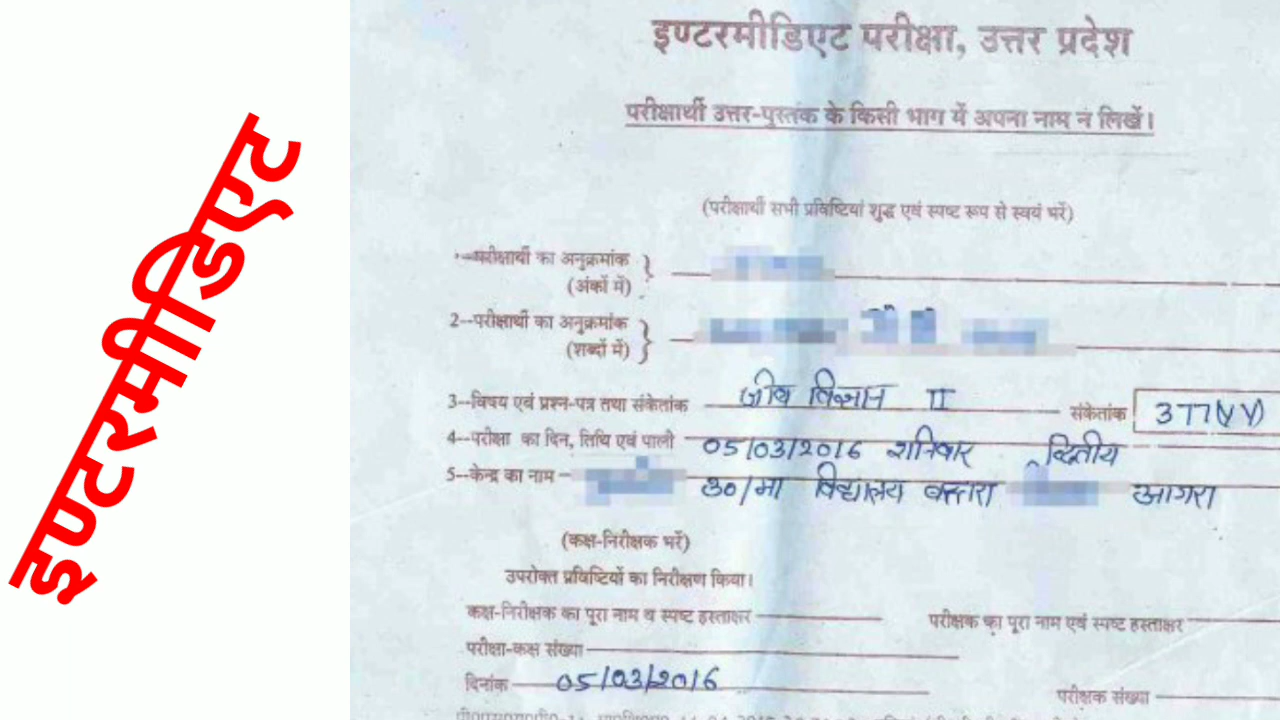 इण्टरमीडिएट
इण्टरमीडिएट परीक्षा, उत्तर प्रदेश
परीक्षार्थी उत्तर-पुस्तक के किसी भाग में अपना नाम न लिखें।
(परीक्षार्थी सभी प्रविष्टियां शुद्ध एवं स्पष्ट रूप से स्वयं भरें)
परीक्षार्थी का अनुक्रमांक
(अंकों में)
2--परीक्षार्थी का अनुक्रमांक
(शब्दों में)
3--विषय एवं प्रश्न-पत्र तथा संकेतांक जीव विज्ञान II संकेतांक
4--परीक्षा का दिन, तिथि एवं पाली 05/03/2016 शनिवार द्वितीय
5--केन्द्र का नाम उ०/मा विद्यालय आगरा
(कक्ष-निरीक्षक भरें)
उपरोक्त प्रविष्टियों का निरीक्षण किया।
कक्ष-निरीक्षक का पूरा नाम व स्पष्ट हस्ताक्षर परीक्षक का पूरा नाम एवं स्पष्ट हस्ताक्षर
परीक्षा-कक्ष संख्या
दिनांक 05/03/2016 परीक्षक संख्या